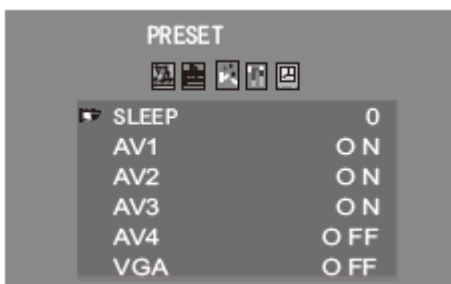 PRESET
SLEEP 0
AV1 ON
AV2 ON
AV3 ON
AV4 OFF
VGA OFF